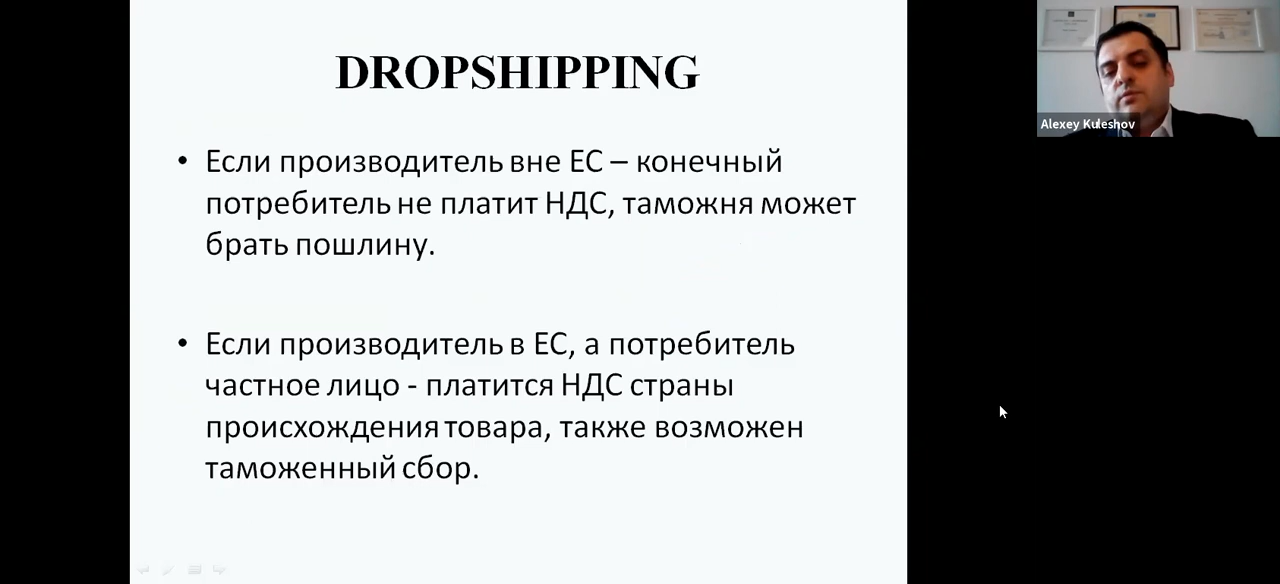 DROPSHIPPING
• Если производитель вне ЕС – конечный
потребитель не платит НДС, таможня может
брать пошлину.
• Если производитель в ЕС, а потребитель
частное лицо - платится НДС страны
происхождения товара, также возможен
таможенный сбор.
Alexey Kuleshov